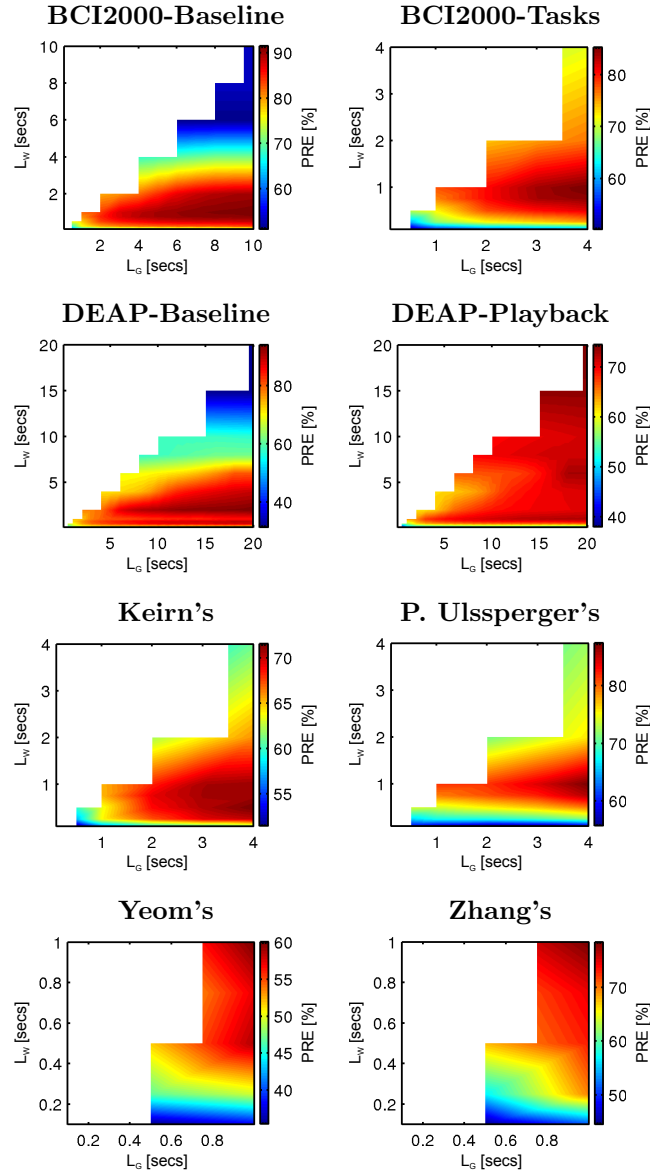 BCI2000-Baseline
10
8
6
4
2
L_W [secs]
2 4 6 8 10
L_G [secs]
90
80
70
60
PRE [%]
BCI2000-Tasks
4
3
2
1
L_W [secs]
1 2 3 4
L_G [secs]
80
70
60
PRE [%]
DEAP-Baseline
20
15
10
5
L_W [secs]
5 10 15 20
L_G [secs]
80
60
40
PRE [%]
DEAP-Playback
20
15
10
5
L_W [secs]
5 10 15 20
L_G [secs]
70
60
50
40
PRE [%]
Keirn's
4
3
2
1
L_W [secs]
1 2 3 4
L_G [secs]
70
65
60
55
PRE [%]
P. Ulssperger's
4
3
2
1
L_W [secs]
1 2 3 4
L_G [secs]
80
70
60
PRE [%]
Yeom's
1
0.8
0.6
0.4
0.2
L_W [secs]
0.2 0.4 0.6 0.8
L_G [secs]
60
55
50
45
40
PRE [%]
Zhang's
1
0.8
0.6
0.4
0.2
L_W [secs]
0.2 0.4 0.6 0.8
L_G [secs]
70
60
50
PRE [%]